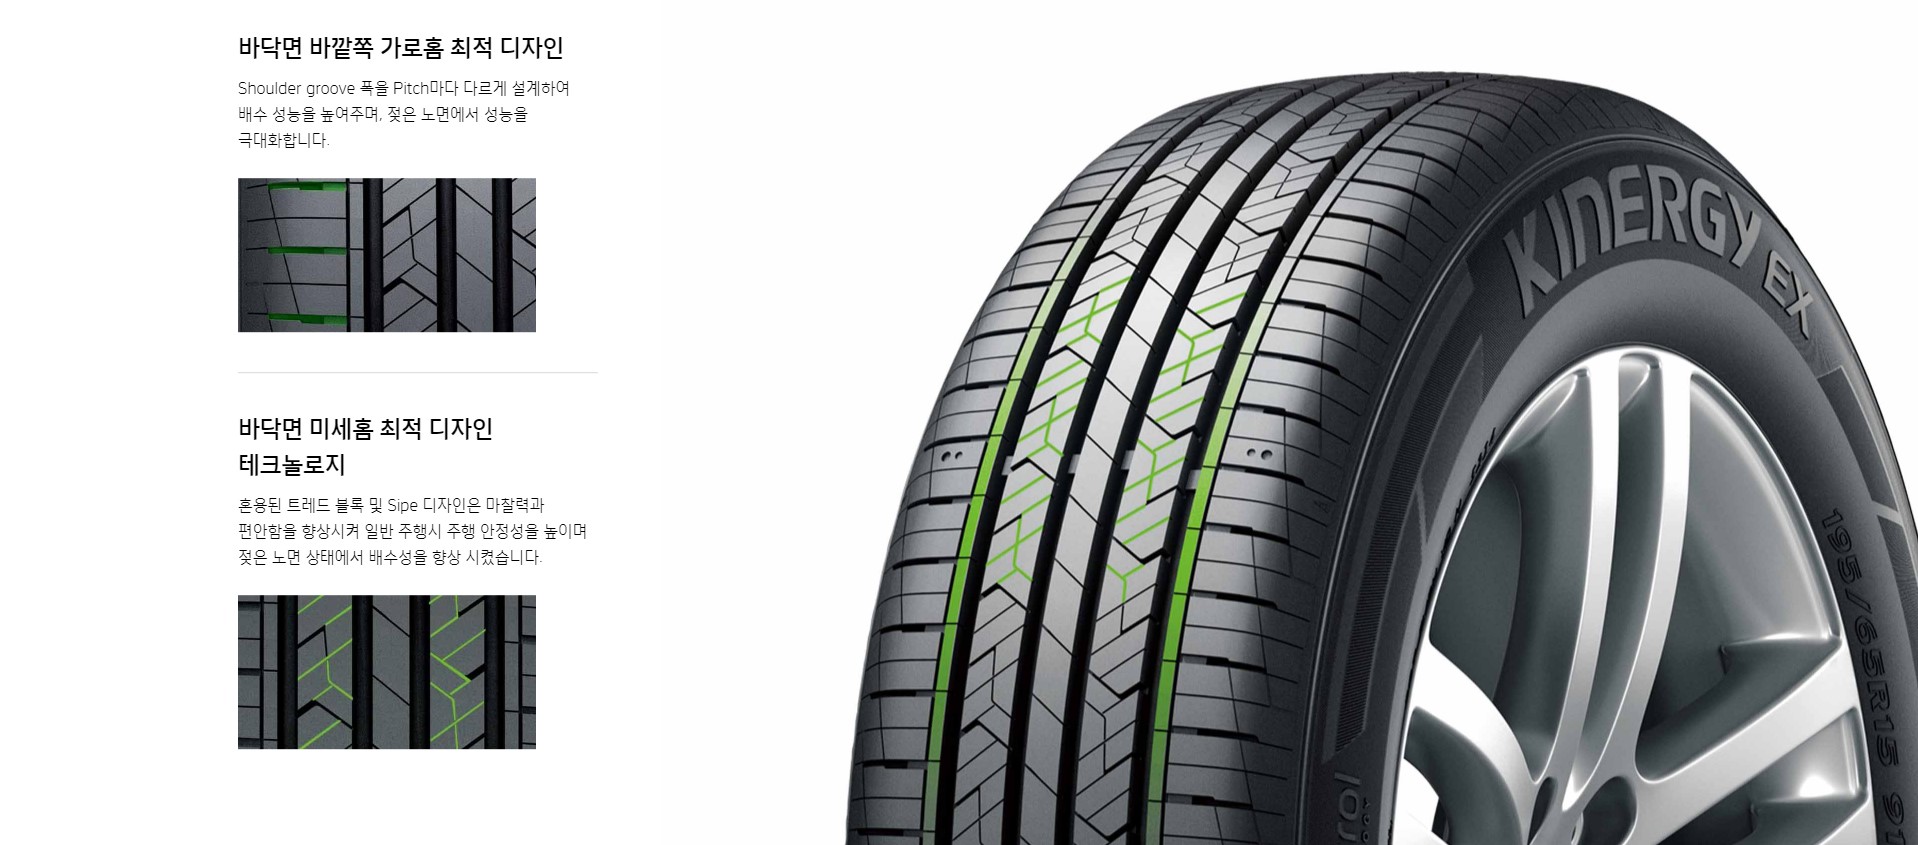 바닥면 바깥쪽 가로홈 최적 디자인
Shoulder groove 폭을 Pitch마다 다르게 설계하여
배수 성능을 높여주며, 젖은 노면에서 성능을
극대화합니다.
바닥면 미세홈 최적 디자인
테크놀로지
혼용된 트레드 블록 및 Sipe 디자인은 마찰력과
편안함을 향상시켜 일반 주행시 주행 안정성을 높이며
젖은 노면 상태에서 배수성을 향상 시켰습니다.
KINERGY EX
195/65R15 91